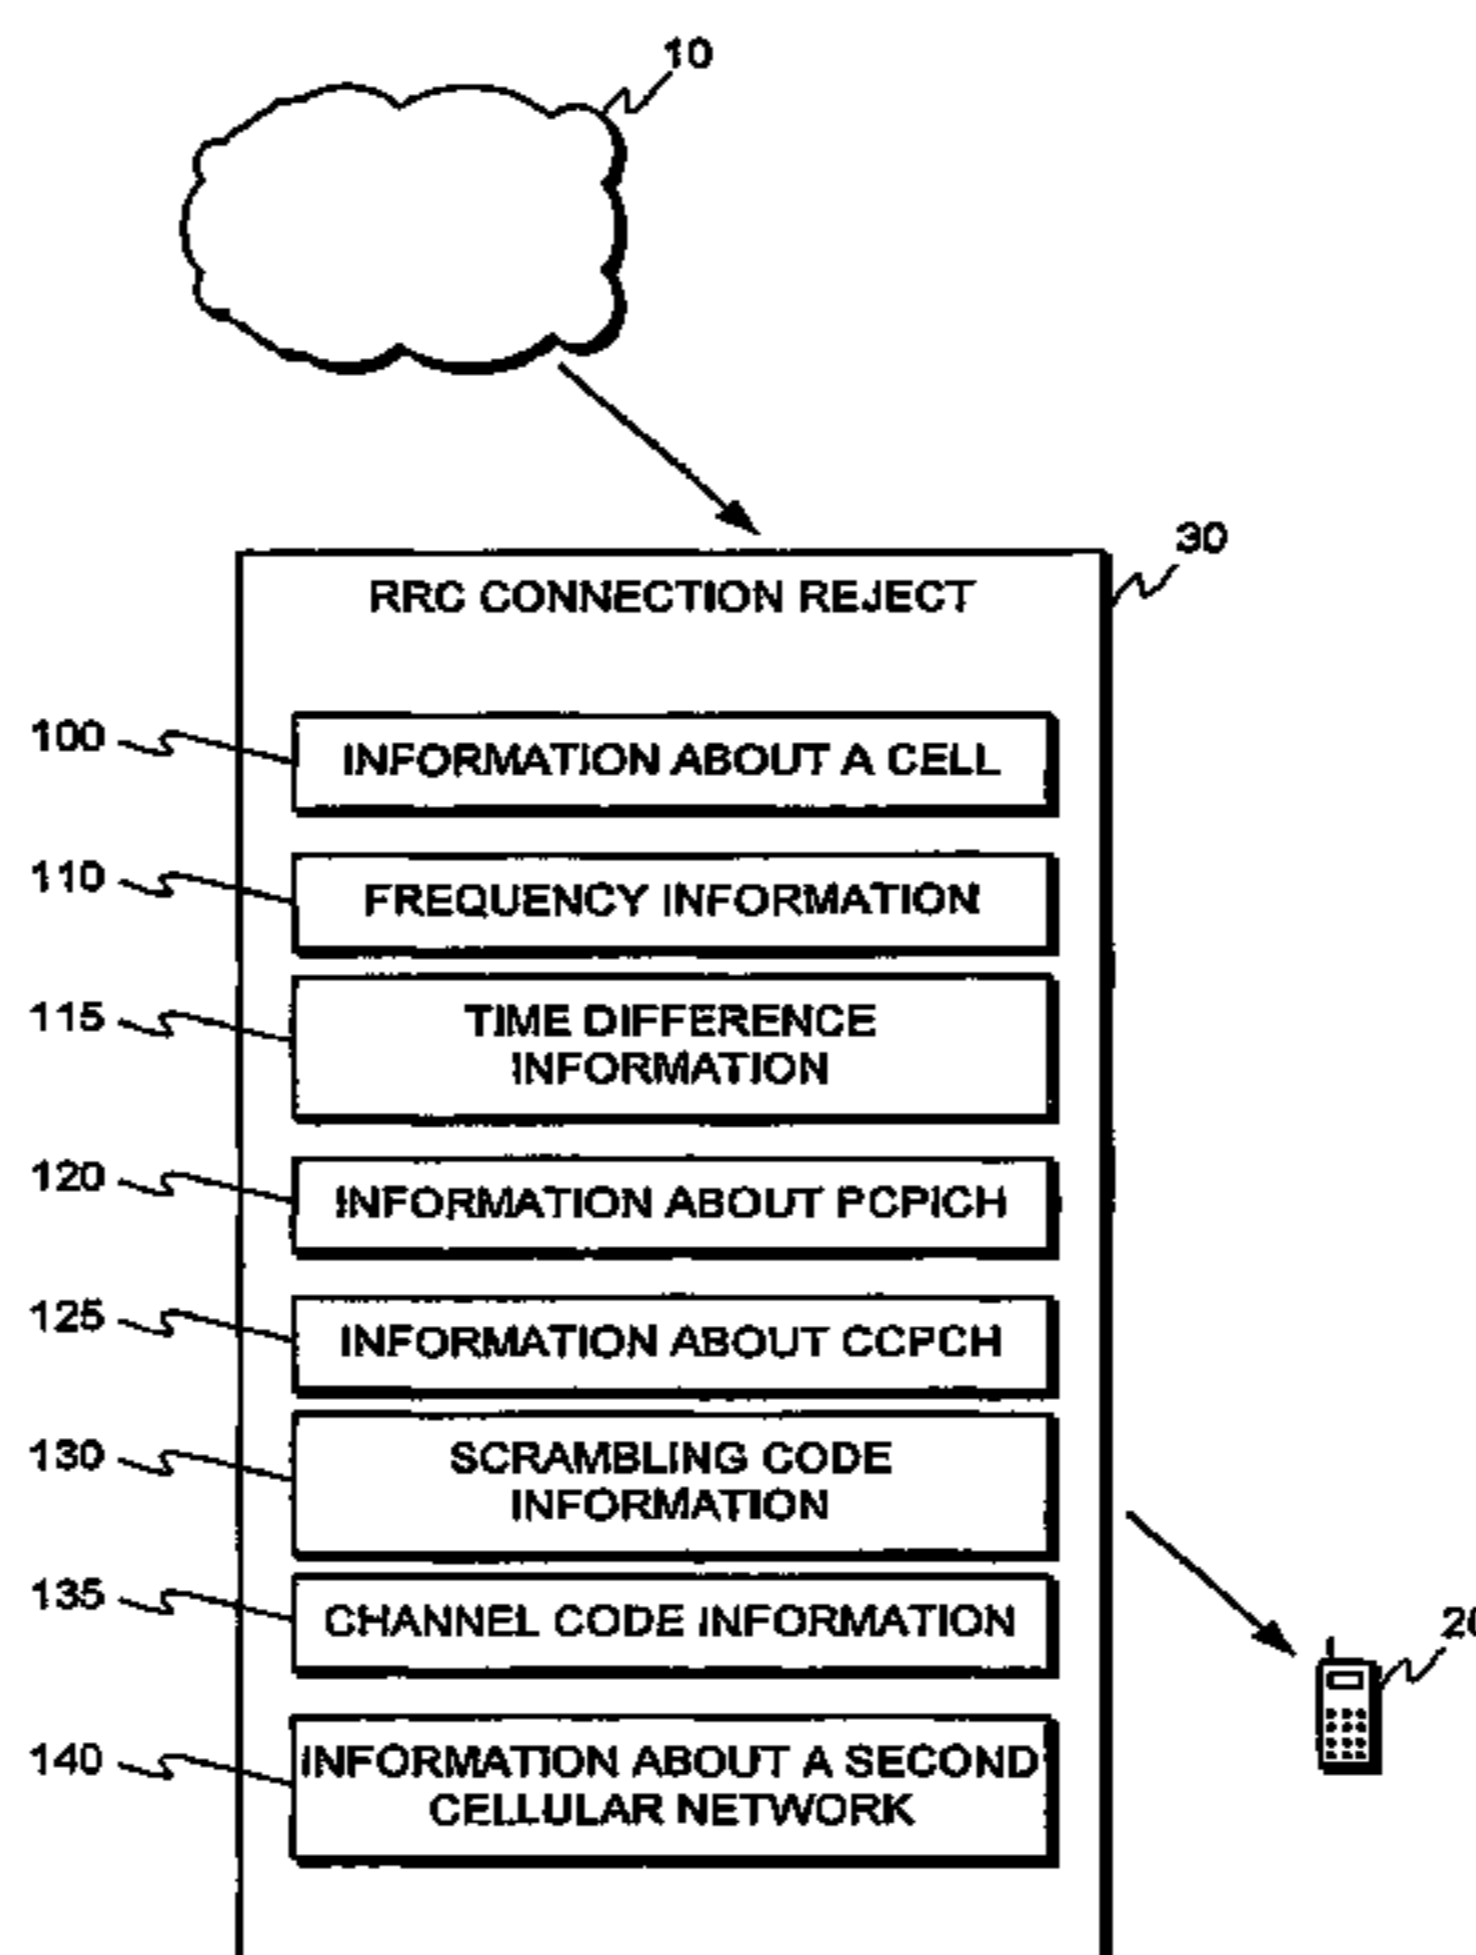 10
30
RRC CONNECTION REJECT
100
INFORMATION ABOUT A CELL
110
FREQUENCY INFORMATION
115
TIME DIFFERENCE
INFORMATION
120
INFORMATION ABOUT PCPICH
125
INFORMATION ABOUT CCPCH
130
SCRAMBLING CODE
INFORMATION
135
CHANNEL CODE INFORMATION
20
140
INFORMATION ABOUT A SECOND
CELLULAR NETWORK